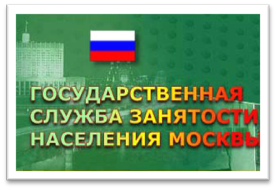 ГОСУДАРСТВЕННАЯ
СЛУЖБА ЗАНЯТОСТИ
НАСЕЛЕНИЯ МОСКВЫ